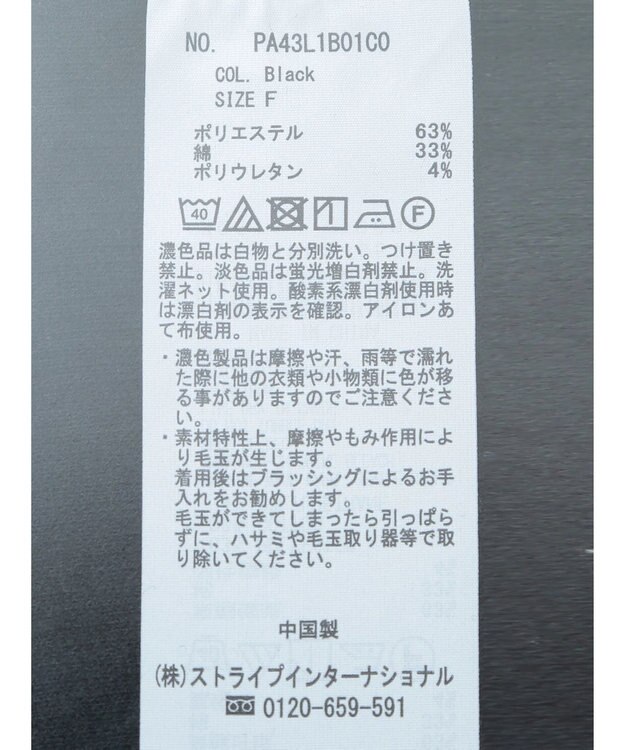 NO. PA43L1B01CO
COL. Black
SIZE F
ポリエステル 63%
綿 33%
ポリウレタン 4%
40 F
濃色品は白物と分別洗い。つけ置き
禁止。淡色品は蛍光増白剤禁止。洗
濯ネット使用。酸素系漂白剤使用時
は漂白剤の表示を確認。アイロンあ
て布使用。
・濃色製品は摩擦や汗、雨等で濡れ
た際に他の衣類や小物類に色が移
る事がありますのでご注意くださ
い。
・素材特性上、摩擦やもみ作用によ
り毛玉が生じます。
着用後はブラッシングによるお手
入れをお勧めします。
毛玉ができてしまったら引っぱら
ずに、ハサミや毛玉取り器等で取
り除いてください。
中国製
(株)ストライプインターナショナル
0120-659-591